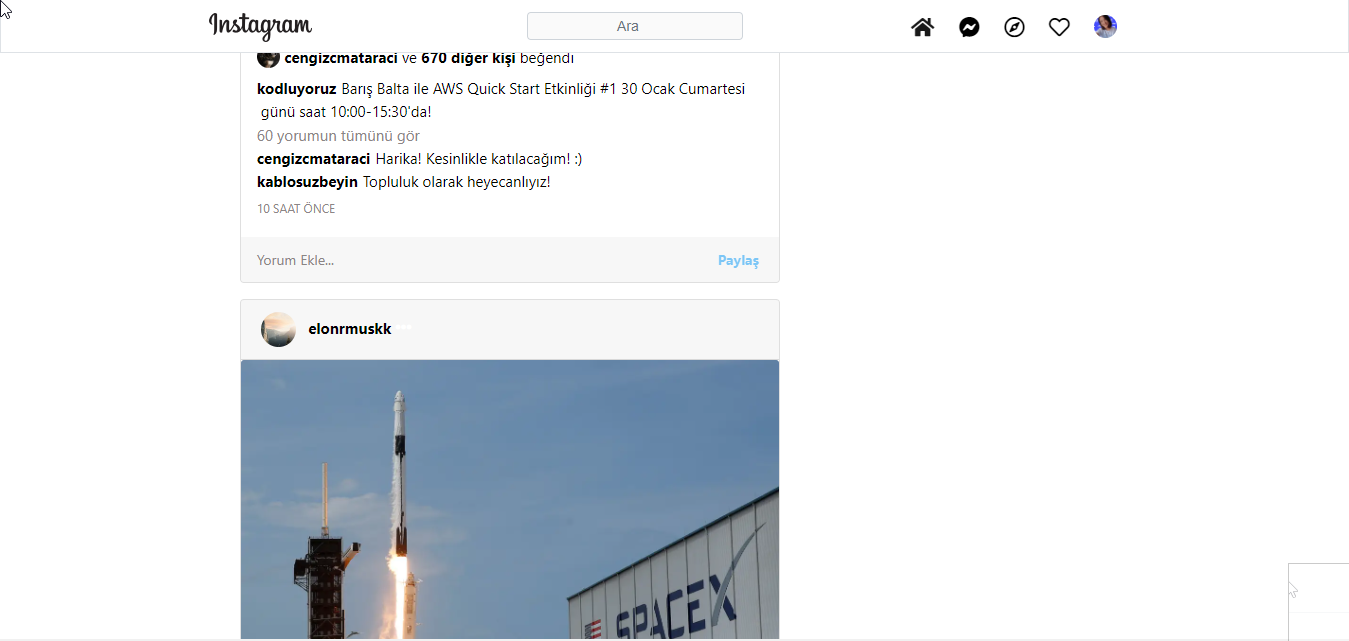 Instagram
Ara
cengizcmataraci ve 670 diğer kişi beğendi
kodluyoruz Barış Balta ile AWS Quick Start Etkinliği #1 30 Ocak Cumartesi
günü saat 10:00-15:30'da!
60 yorumun tümünü gör
cengizcmataraci Harika! Kesinlikle katılacağım! :)
kablosuzbeyin Topluluk olarak heyecanlıyız!
10 SAAT ÖNCE
Yorum Ekle... Paylaş
elonrmuskk ...
SPACEX